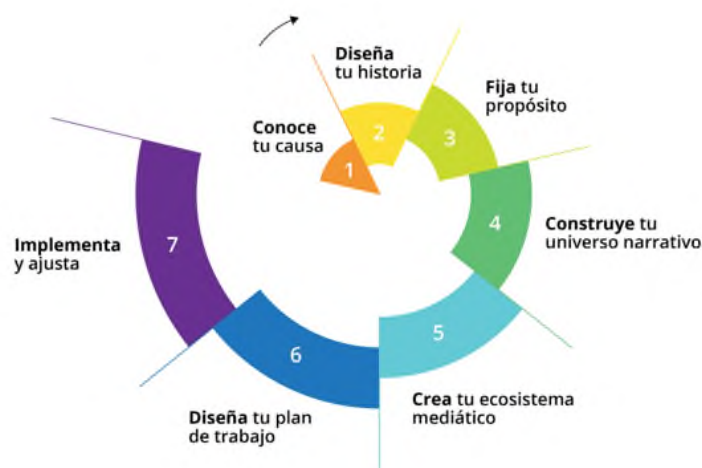 Conoce
tu causa
1
Diseña
tu historia
2
Fija tu
propósito
3
Construye tu
universo narrativo
4
Crea tu ecosistema
mediático
5
Diseña tu plan
de trabajo
6
Implementa
y ajusta
7